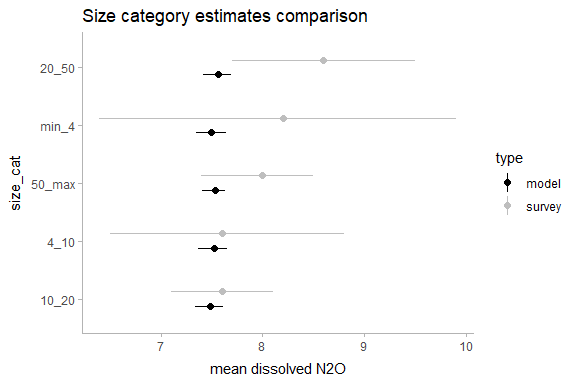 Size category estimates comparison
20_50
min_4
50_max
4_10
10_20
size_cat
7 8 9 10
mean dissolved N2O
type
model
survey